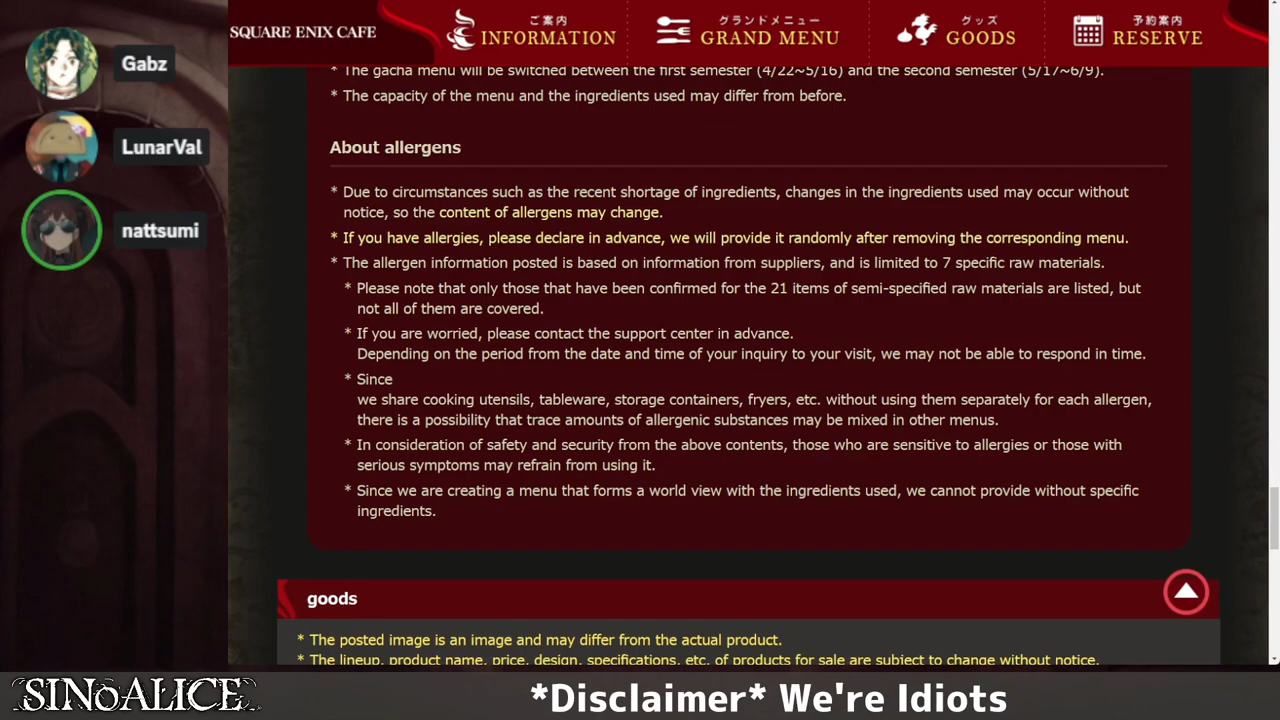 Gabz
LunarVal
nattsumi
SQUARE ENIX CAFE
ご案内
INFORMATION
グランドメニュー
GRAND MENU
グッズ
GOODS
予約案内
RESERVE
* The gacha menu will be switched between the first semester (4/22~5/16) and the second semester (5/17~6/9).
* The capacity of the menu and the ingredients used may differ from before.
About allergens
* Due to circumstances such as the recent shortage of ingredients, changes in the ingredients used may occur without
notice, so the content of allergens may change.
* If you have allergies, please declare in advance, we will provide it randomly after removing the corresponding menu.
* The allergen information posted is based on information from suppliers, and is limited to 7 specific raw materials.
* Please note that only those that have been confirmed for the 21 items of semi-specified raw materials are listed, but
not all of them are covered.
* If you are worried, please contact the support center in advance.
Depending on the period from the date and time of your inquiry to your visit, we may not be able to respond in time.
* Since
we share cooking utensils, tableware, storage containers, fryers, etc. without using them separately for each allergen,
there is a possibility that trace amounts of allergenic substances may be mixed in other menus.
* In consideration of safety and security from the above contents, those who are sensitive to allergies or those with
serious symptoms may refrain from using it.
* Since we are creating a menu that forms a world view with the ingredients used, we cannot provide without specific
ingredients.
goods
* The posted image is an image and may differ from the actual product.
* The lineup, product name, price, design, specifications, etc. of products for sale are subject to change without notice.
SINoALICE
*Disclaimer* We're Idiots